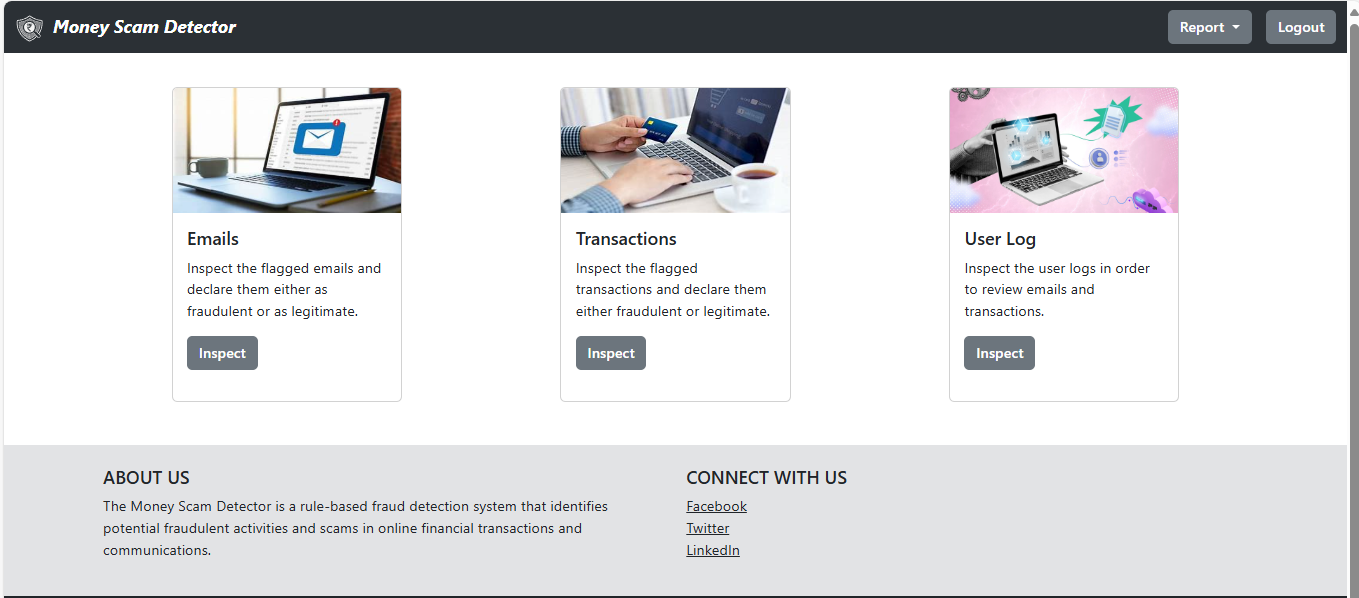 Money Scam Detector
Report
Logout
Emails
Inspect the flagged emails and
declare them either as
fraudulent or as legitimate.
Inspect
Transactions
Inspect the flagged
transactions and declare them
either fraudulent or legitimate.
Inspect
User Log
Inspect the user logs in order
to review emails and
transactions.
Inspect
ABOUT US
The Money Scam Detector is a rule-based fraud detection system that identifies
potential fraudulent activities and scams in online financial transactions and
communications.
CONNECT WITH US
Facebook
Twitter
LinkedIn